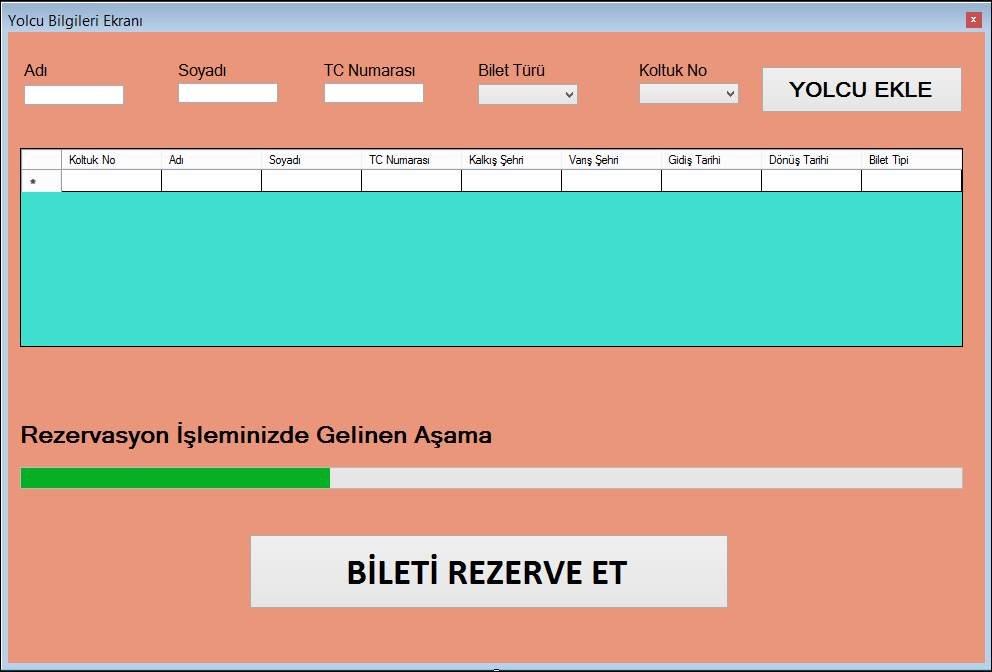 Yolcu Bilgileri Ekranı
x
Adı Soyadı TC Numarası Bilet Türü Koltuk No
YOLCU EKLE
Koltuk No Adı Soyadı TC Numarası Kalkış Şehri Varış Şehri Gidiş Tarihi Dönüş Tarihi Bilet Tipi
*
Rezervasyon İşleminizde Gelinen Aşama
BİLETİ REZERVE ET